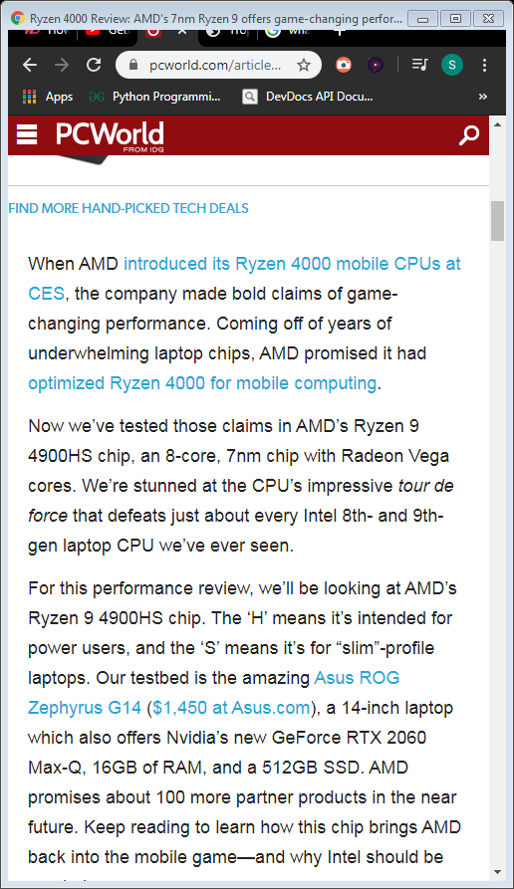 Ryzen 4000 Review: AMD's 7nm Ryzen 9 offers game-changing perfor...
pcworld.com/article...
S
Apps
Python Programmi...
DevDocs API Docu...
»
PCWorld
FROM IDG
FIND MORE HAND-PICKED TECH DEALS
When AMD introduced its Ryzen 4000 mobile CPUs at
CES, the company made bold claims of game-
changing performance. Coming off of years of
underwhelming laptop chips, AMD promised it had
optimized Ryzen 4000 for mobile computing.
Now we’ve tested those claims in AMD’s Ryzen 9
4900HS chip, an 8-core, 7nm chip with Radeon Vega
cores. We’re stunned at the CPU’s impressive tour de
force that defeats just about every Intel 8th- and 9th-
gen laptop CPU we’ve ever seen.
For this performance review, we’ll be looking at AMD’s
Ryzen 9 4900HS chip. The ‘H’ means it’s intended for
power users, and the ‘S’ means it’s for “slim”-profile
laptops. Our testbed is the amazing Asus ROG
Zephyrus G14 ($1,450 at Asus.com), a 14-inch laptop
which also offers Nvidia’s new GeForce RTX 2060
Max-Q, 16GB of RAM, and a 512GB SSD. AMD
promises about 100 more partner products in the near
future. Keep reading to learn how this chip brings AMD
back into the mobile game—and why Intel should be